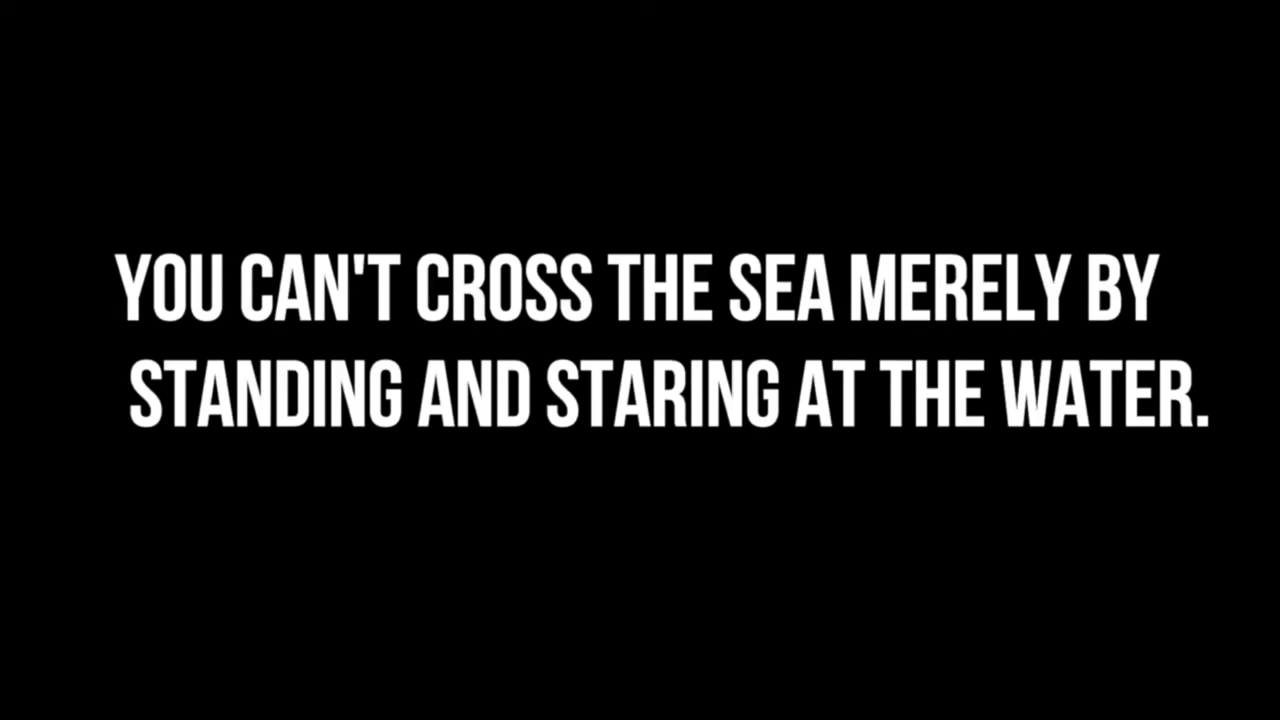 YOU CAN'T CROSS THE SEA MERELY BY
STANDING AND STARING AT THE WATER.